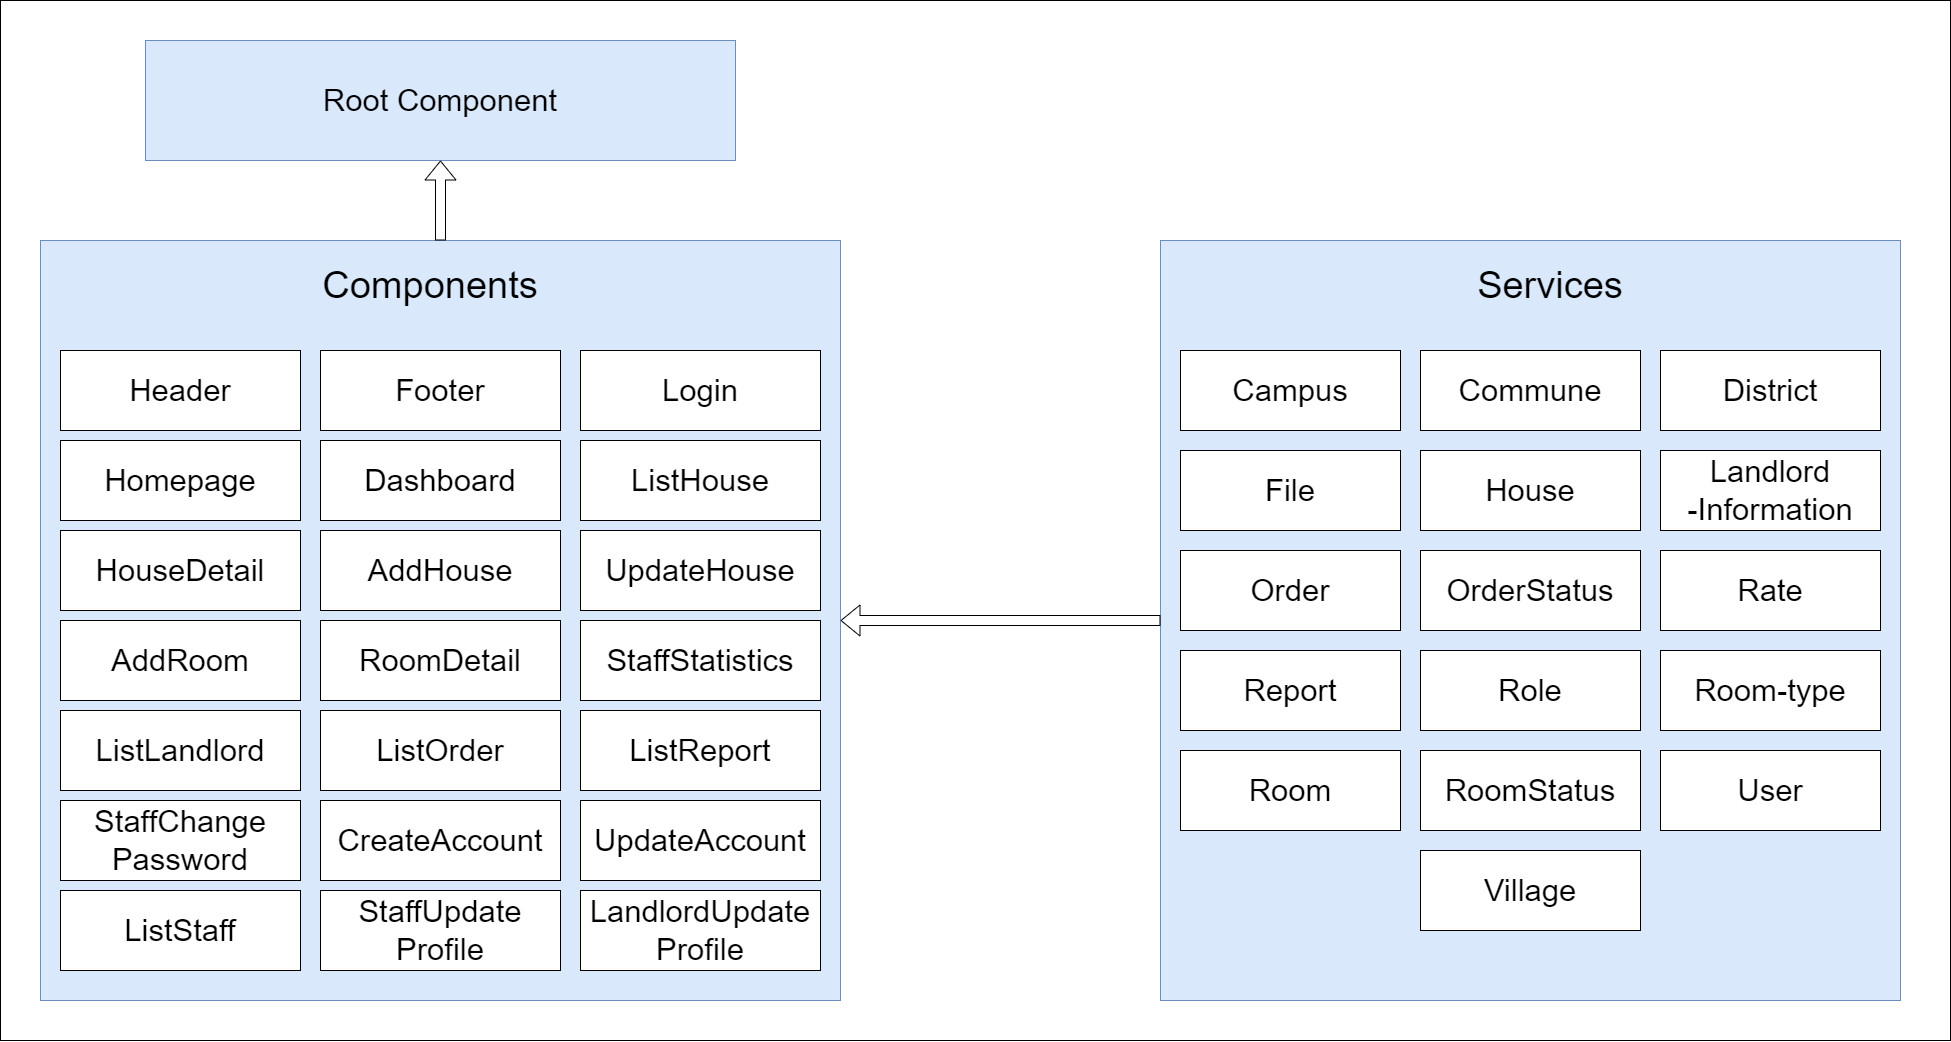 Root Component
Components
Header
Footer
Login
Homepage
Dashboard
ListHouse
HouseDetail
AddHouse
UpdateHouse
AddRoom
RoomDetail
StaffStatistics
ListLandlord
ListOrder
ListReport
StaffChange
Password
CreateAccount
UpdateAccount
ListStaff
StaffUpdate
Profile
LandlordUpdate
Profile
Services
Campus
Commune
District
File
House
Landlord
-Information
Order
OrderStatus
Rate
Report
Role
Room-type
Room
RoomStatus
User
Village